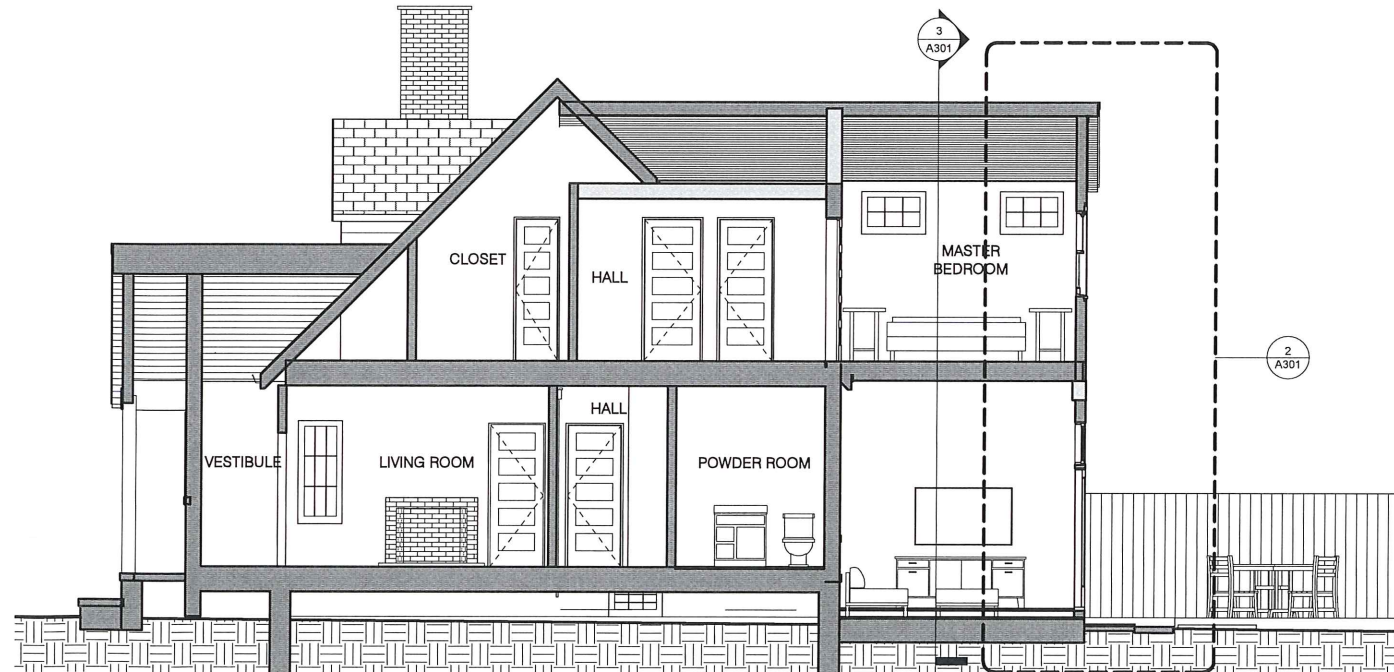 3
A301
CLOSET
HALL
MASTER
BEDROOM
2
A301
HALL
VESTIBULE
LIVING ROOM
POWDER ROOM